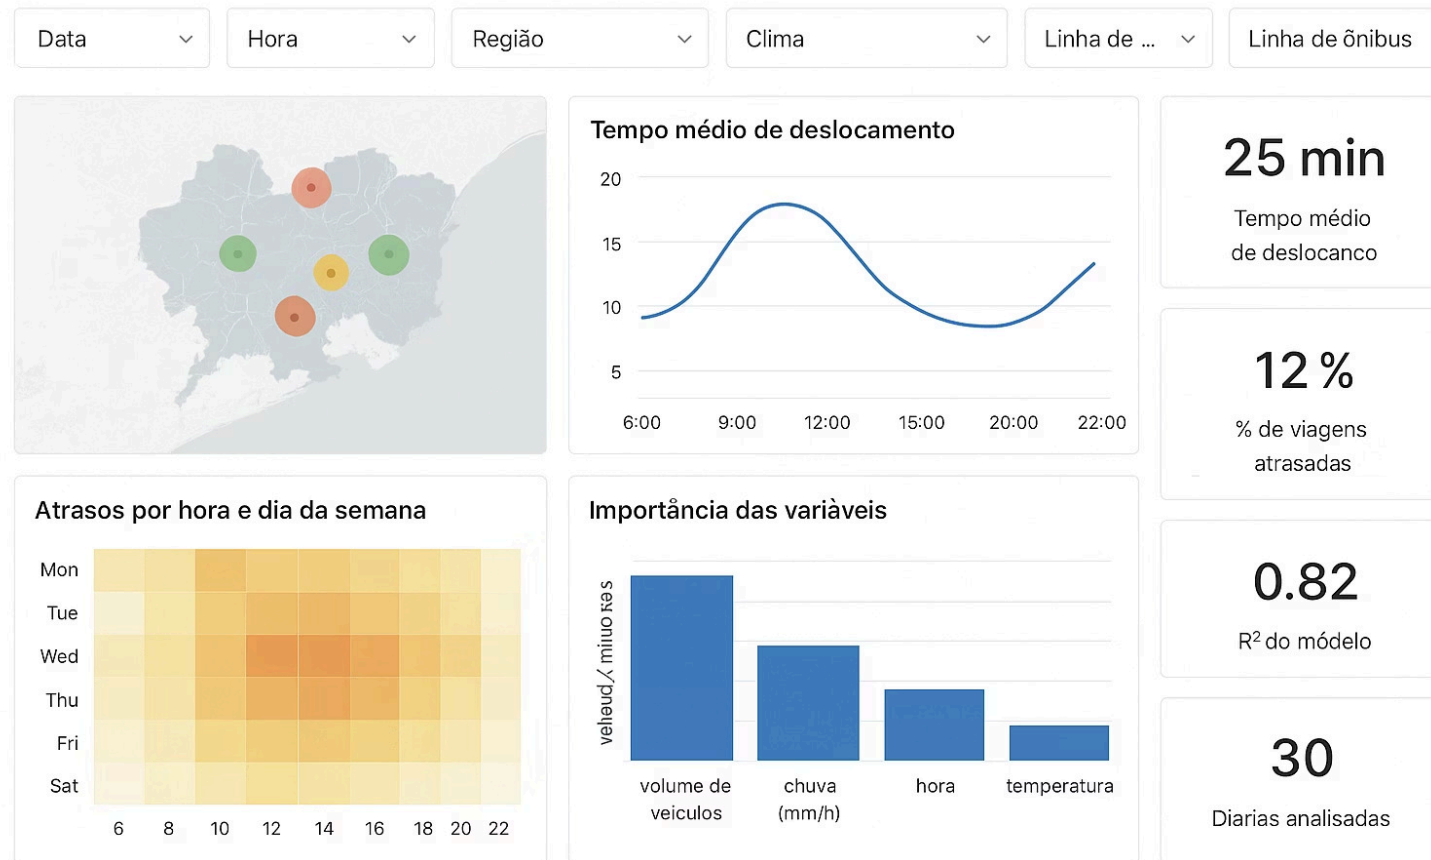 Data
Hora
Região
Clima
Linha de ...
Linha de õnibus
Tempo médio de deslocamento
20
15
10
5
6:00 9:00 12:00 15:00 20:00 22:00
25 min
Tempo médio
de deslocanco
12 %
% de viagens
atrasadas
Atrasos por hora e dia da semana
Mon
Tue
Wed
Thu
Fri
Sat
6 8 10 12 14 16 18 20 22
Importåncia das variàveis
volume de
veiculos
chuva
(mm/h)
hora
temperatura
0.82
R² do módelo
30
Diarias analisadas